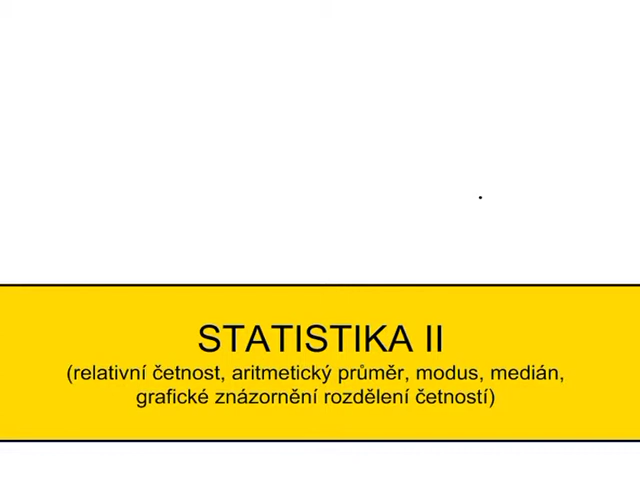 STATISTIKA II
(relativní četnost, aritmetický průměr, modus, medián,
grafické znázornění rozdělení četností)